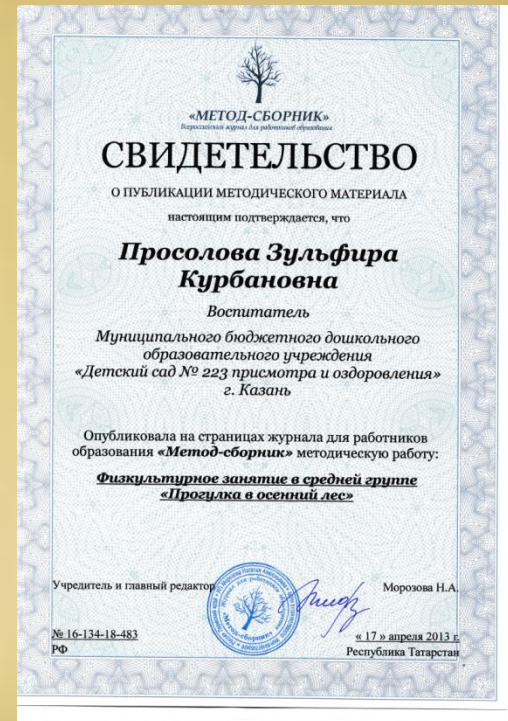 «МЕТОД-СБОРНИК»
Всероссийский журнал для работников образования
СВИДЕТЕЛЬСТВО
О ПУБЛИКАЦИИ МЕТОДИЧЕСКОГО МАТЕРИАЛА
настоящим подтверждается, что
Просолова Зульфира
Курбановна
Воспитатель
Муниципального бюджетного дошкольного
образовательного учреждения
«Детский сад № 223 присмотра и оздоровления»
г. Казань
Опубликовала на страницах журнала для работников
образования «Метод-сборник» методическую работу:
Физкультурное занятие в средней группе
«Прогулка в осенний лес»
Учредитель и главный редактор Морозова Н.А.
«Метод-сборник»
№ 16-134-18-483 « 17 » апреля 2013 г.
РФ Республика Татарстан